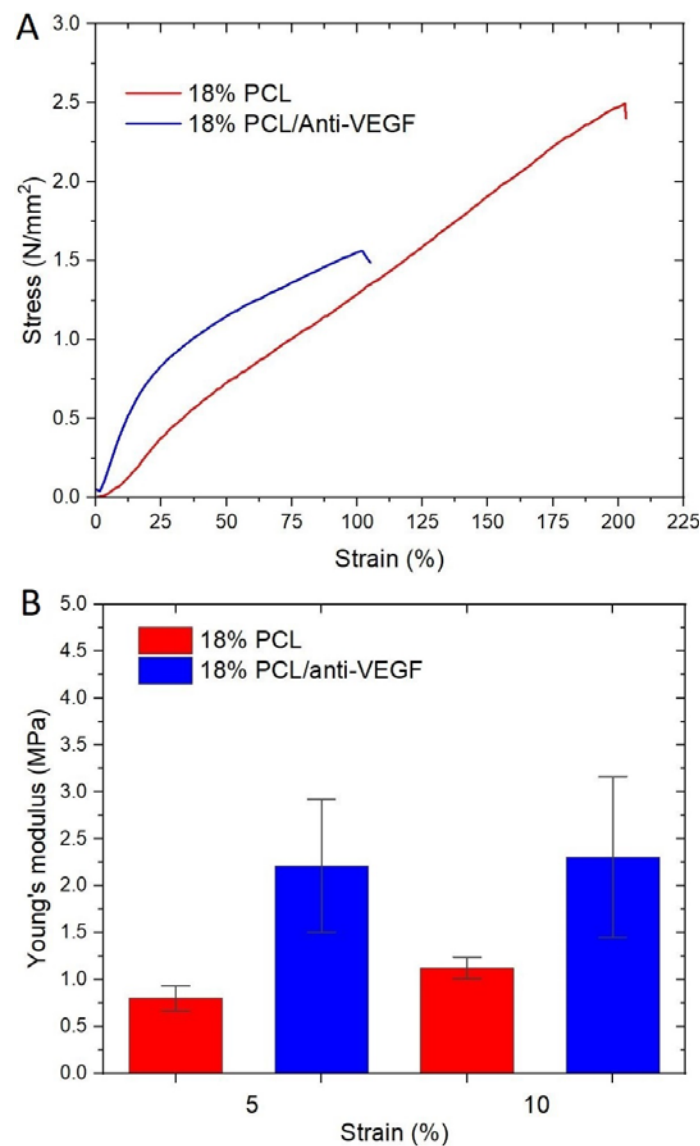 A
3.0
2.5
2.0
1.5
1.0
0.5
0.0
Stress (N/mm²)
18% PCL
18% PCL/Anti-VEGF
0 25 50 75 100 125 150 175 200 225
Strain (%)
B
5.0
4.5
4.0
3.5
3.0
2.5
2.0
1.5
1.0
0.5
0.0
Young's modulus (MPa)
18% PCL
18% PCL/anti-VEGF
5 10
Strain (%)